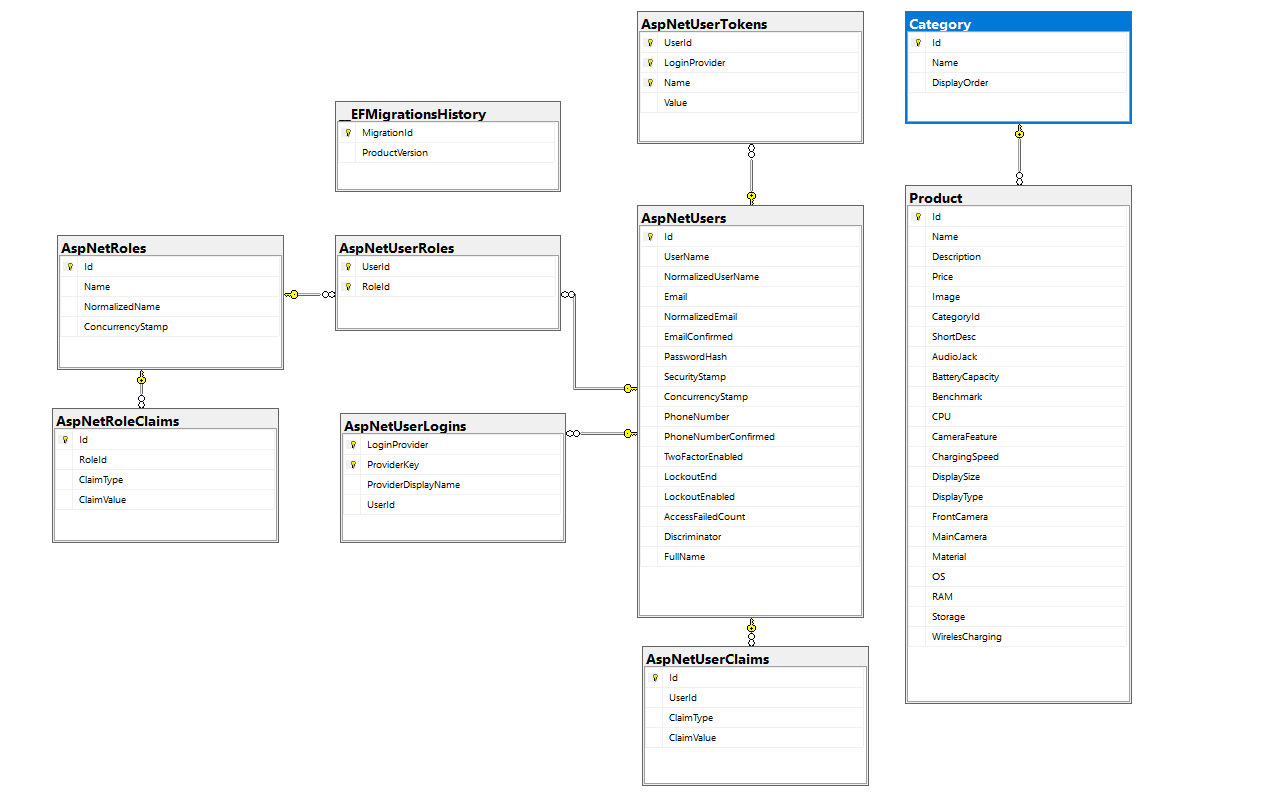 AspNetUserTokens
UserId
LoginProvider
Name
Value
Category
Id
Name
DisplayOrder
__EFMigrationsHistory
MigrationId
ProductVersion
AspNetRoles
Id
Name
NormalizedName
ConcurrencyStamp
AspNetUserRoles
UserId
RoleId
AspNetUsers
Id
UserName
NormalizedUserName
Email
NormalizedEmail
EmailConfirmed
PasswordHash
SecurityStamp
ConcurrencyStamp
PhoneNumber
PhoneNumberConfirmed
TwoFactorEnabled
LockoutEnd
LockoutEnabled
AccessFailedCount
Discriminator
FullName
Product
Id
Name
Description
Price
Image
CategoryId
ShortDesc
AudioJack
BatteryCapacity
Benchmark
CPU
CameraFeature
ChargingSpeed
DisplaySize
DisplayType
FrontCamera
MainCamera
Material
OS
RAM
Storage
WirelesCharging
AspNetRoleClaims
Id
RoleId
ClaimType
ClaimValue
AspNetUserLogins
LoginProvider
ProviderKey
ProviderDisplayName
UserId
AspNetUserClaims
Id
UserId
ClaimType
ClaimValue